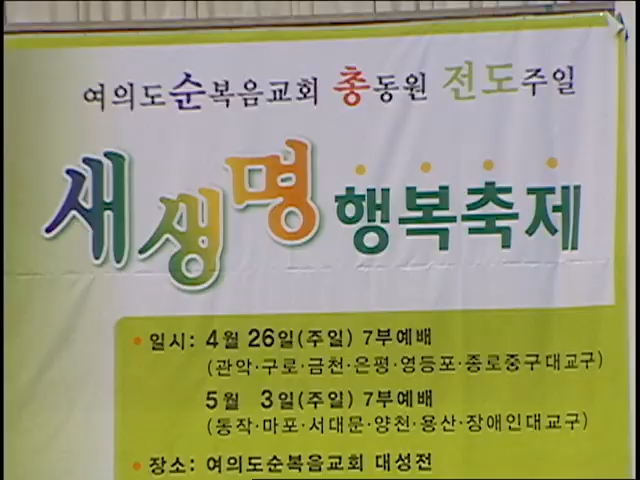 여의도순복음교회 총동원 전도주일
새생명 행복축제
• 일시: 4월 26일(주일) 7부예배
(관악·구로·금천·은평·영등포·종로중구대교구)
5월 3일(주일) 7부예배
(동작·마포·서대문·양천·용산·장애인대교구)
• 장소: 여의도순복음교회 대성전